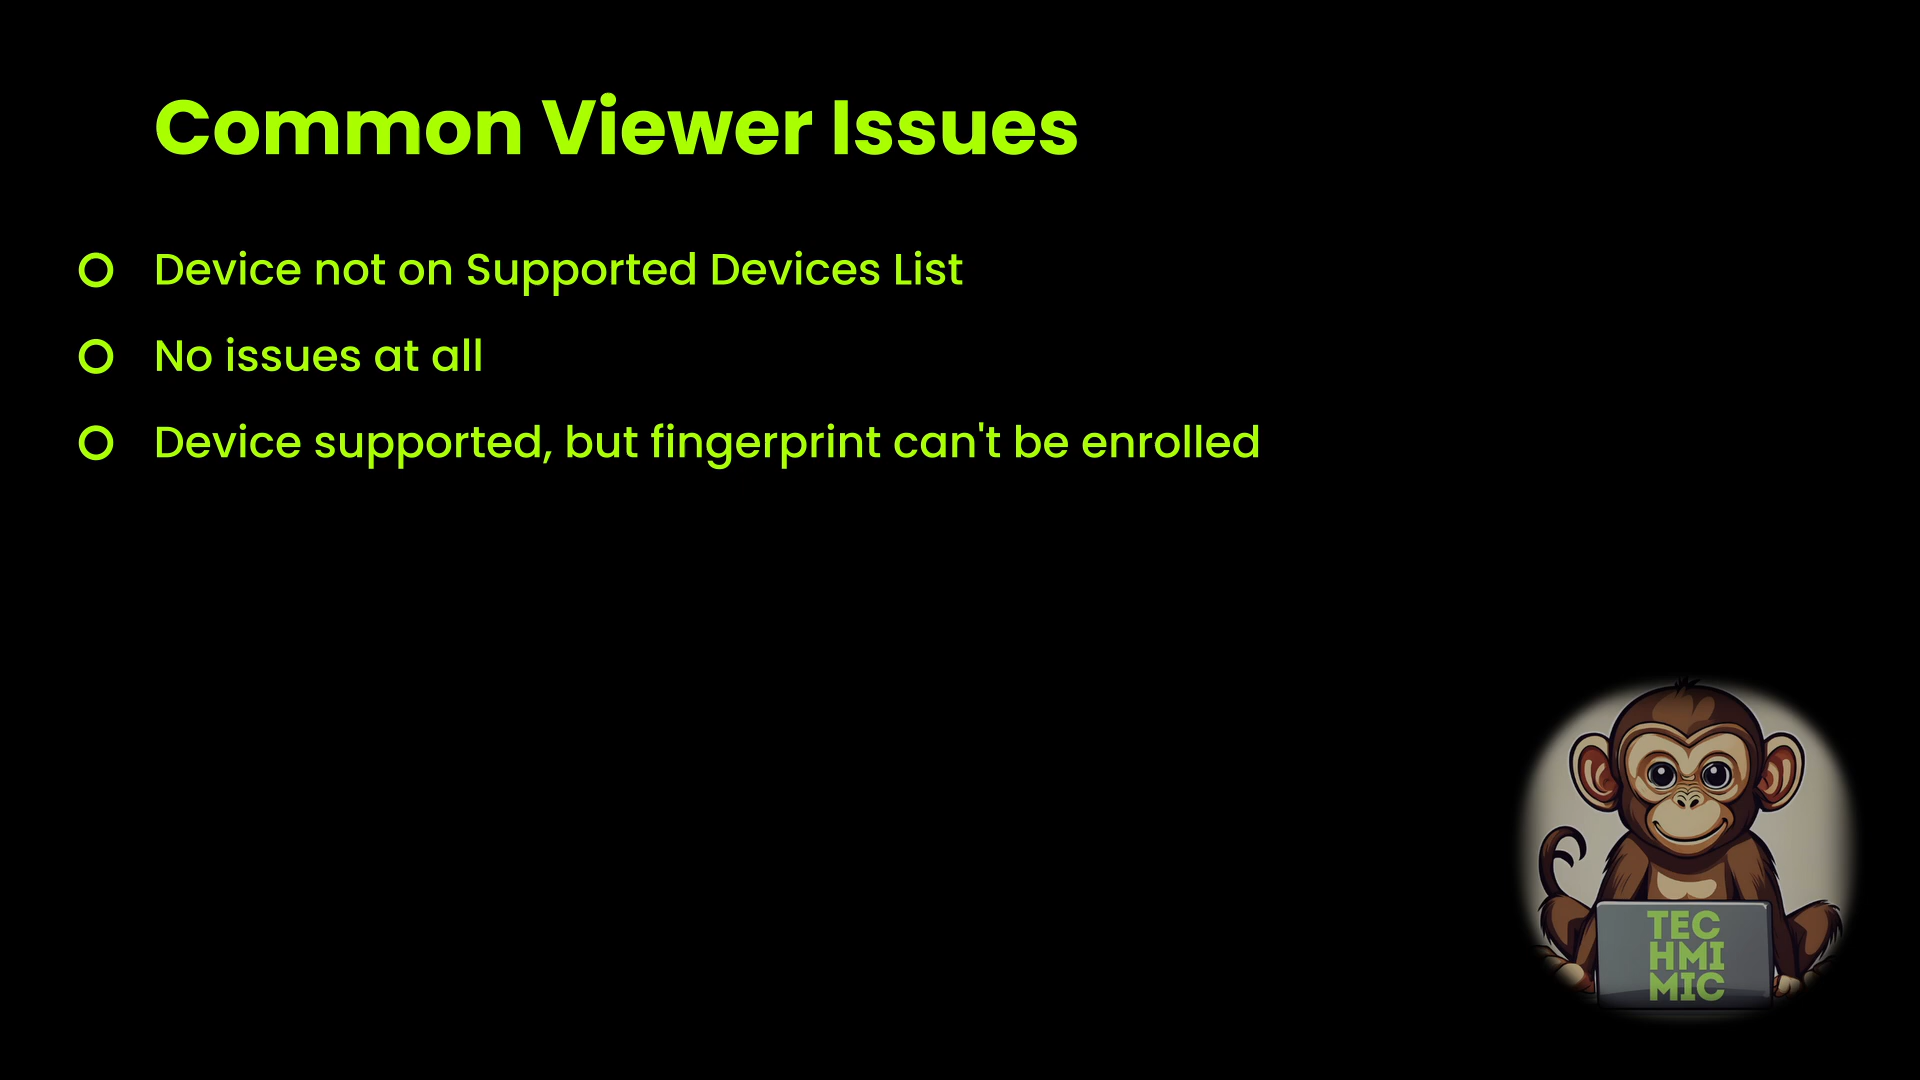 Common Viewer Issues
Device not on Supported Devices List
No issues at all
Device supported, but fingerprint can't be enrolled
TEC
HMI
MIC